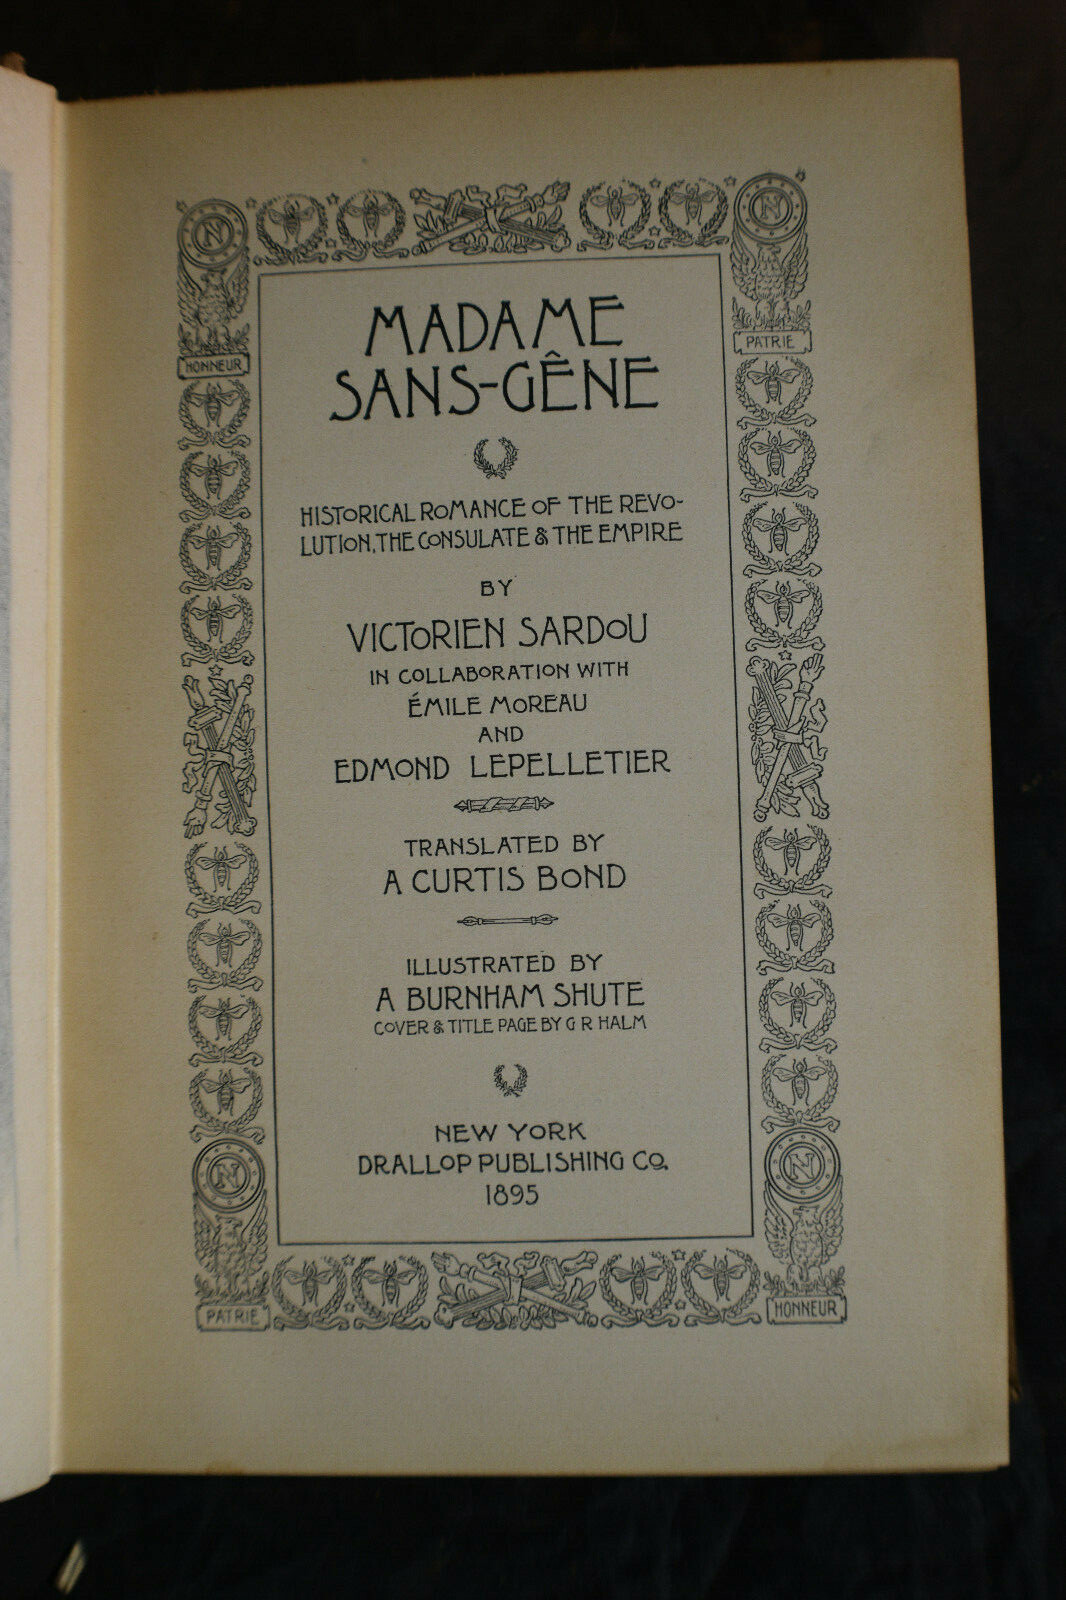 N
N
HONNEUR
PATRIE
MADAME
SANS-GÊNE
HISTORICAL ROMANCE OF THE REVO-
LUTION, THE CONSULATE & THE EMPIRE
BY
VICTORIEN SARDOU
IN COLLABORATION WITH
ÉMILE MOREAU
AND
EDMOND LEPELLETIER
TRANSLATED BY
A CURTIS BOND
ILLUSTRATED BY
A BURNHAM SHUTE
COVER & TITLE PAGE BY G R HALM
NEW YORK
DRALLOP PUBLISHING CO.
1895
N
N
PATRIE
HONNEUR